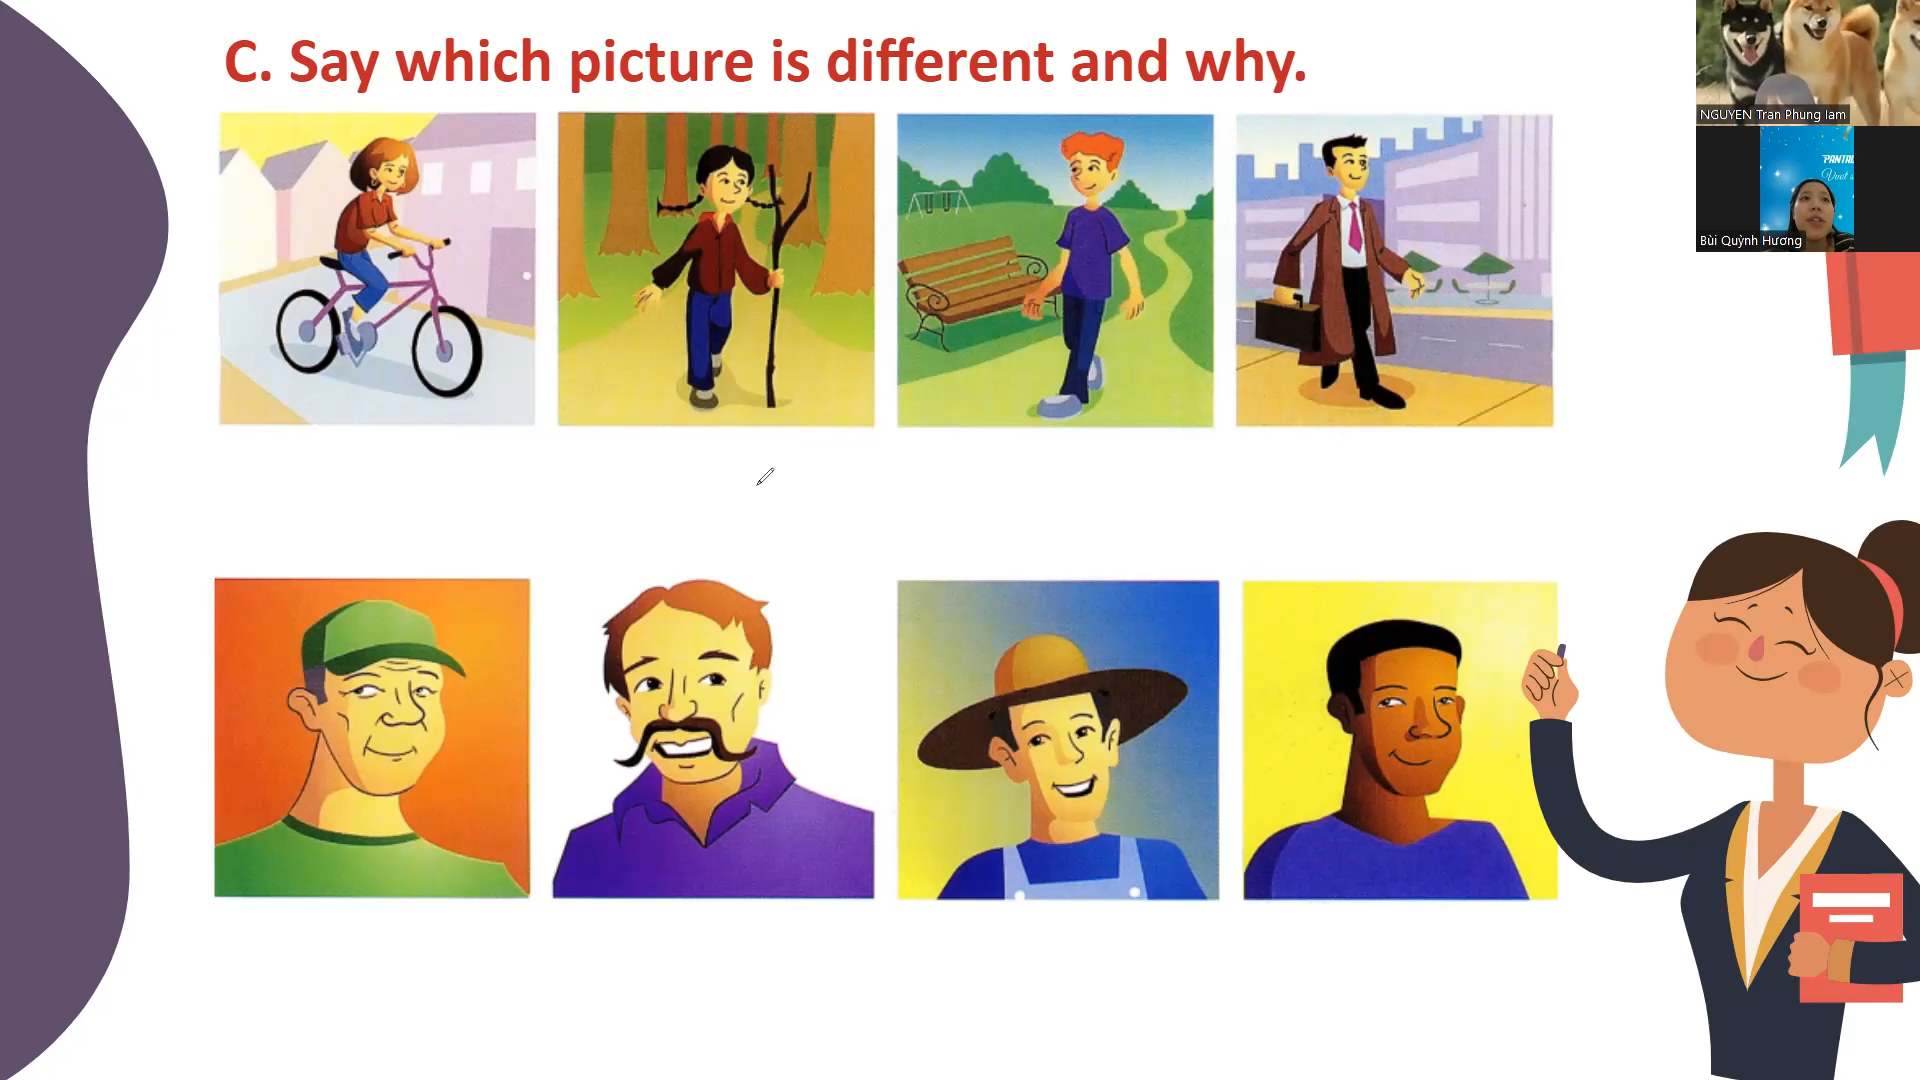 C. Say which picture is different and why.
NGUYEN Tran Phung lam
Bùi Quỳnh Hương